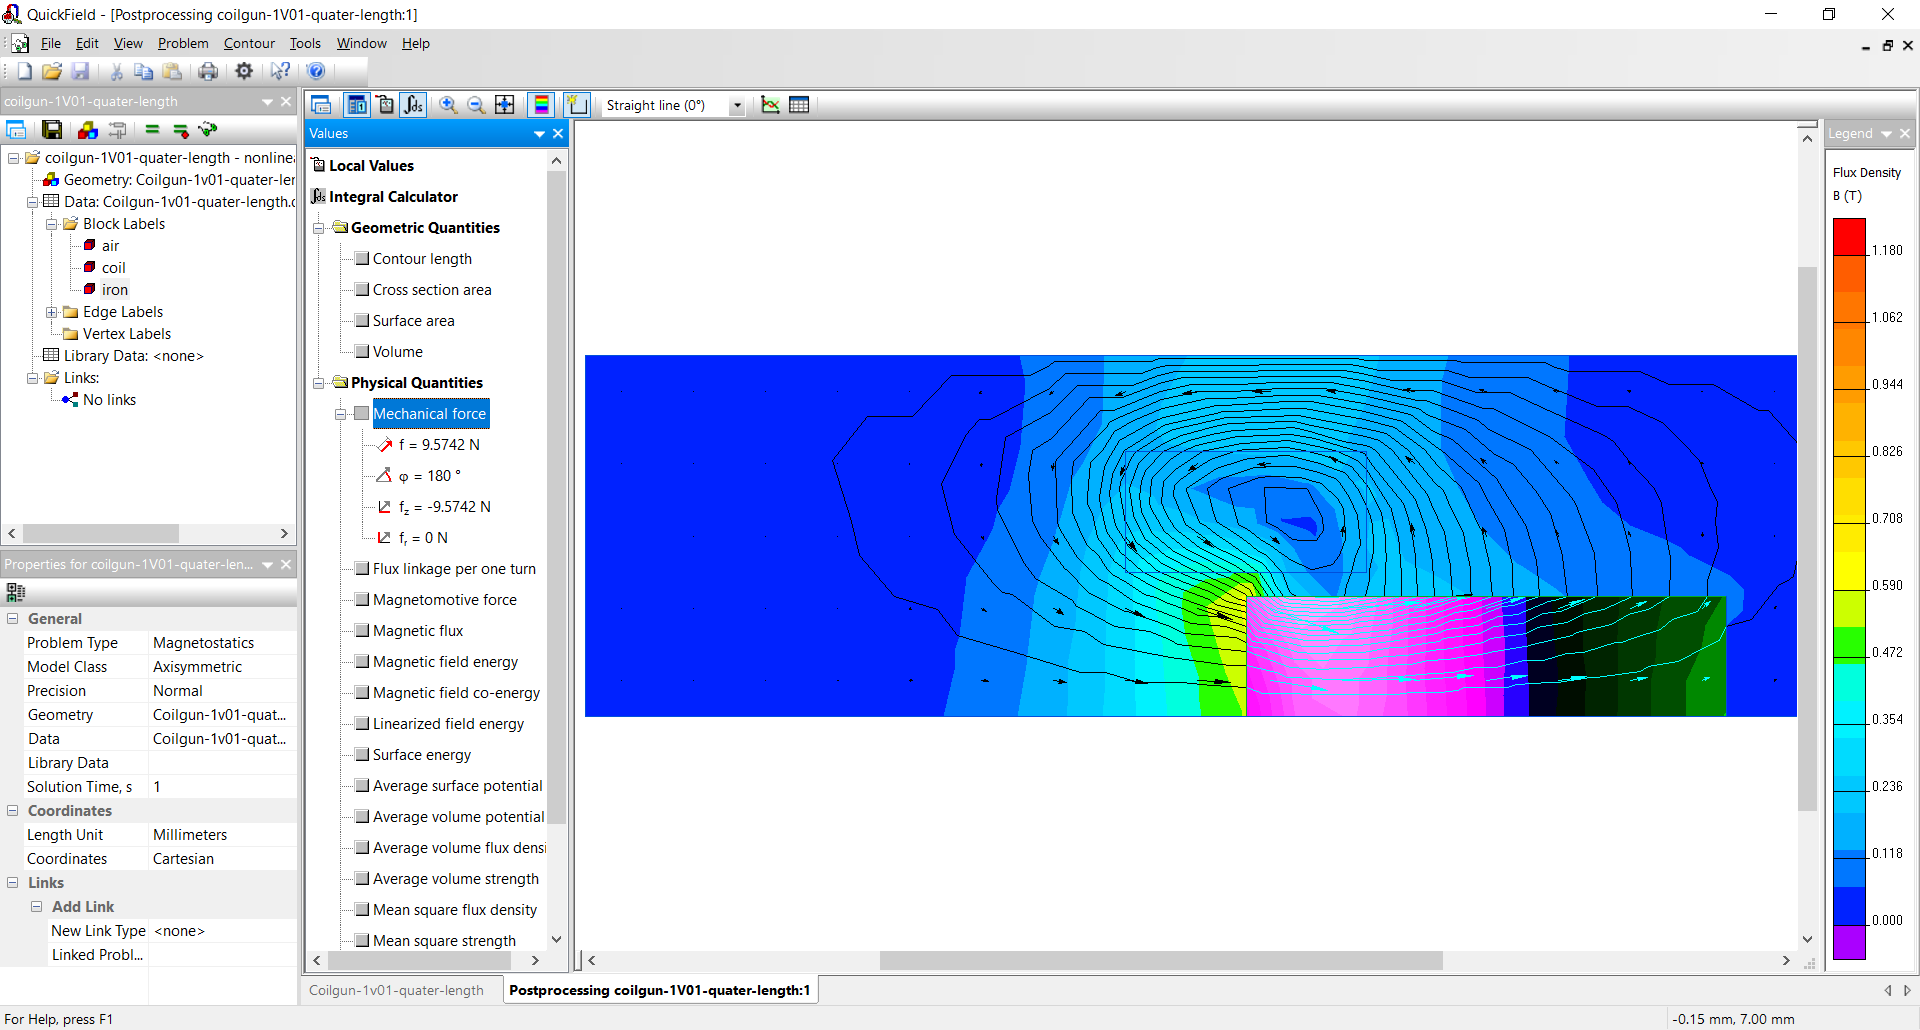 QuickField - [Postprocessing coilgun-1V01-quater-length:1]
File Edit View Problem Contour Tools Window Help
coilgun-1V01-quater-length
coilgun-1V01-quater-length - nonline
Geometry: Coilgun-1v01-quater-ler
Data: Coilgun-1v01-quater-length.
Block Labels
air
coil
iron
Edge Labels
Vertex Labels
Library Data: <none>
Links:
No links
Properties for coilgun-1V01-quater-len...
General
Problem Type Magnetostatics
Model Class Axisymmetric
Precision Normal
Geometry Coilgun-1v01-quat...
Data Coilgun-1v01-quat...
Library Data
Solution Time, s 1
Coordinates
Length Unit Millimeters
Coordinates Cartesian
Links
Add Link
New Link Type <none>
Linked Probl...
Straight line (0°)
Values
Local Values
Integral Calculator
Geometric Quantities
Contour length
Cross section area
Surface area
Volume
Physical Quantities
Mechanical force
f = 9.5742 N
φ = 180 °
fz = -9.5742 N
fr = 0 N
Flux linkage per one turn
Magnetomotive force
Magnetic flux
Magnetic field energy
Magnetic field co-energy
Linearized field energy
Surface energy
Average surface potential
Average volume potential
Average volume flux densi
Average volume strength
Mean square flux density
Mean square strength
Legend
Flux Density
B (T)
1.180
1.062
0.944
0.826
0.708
0.590
0.472
0.354
0.236
0.118
0.000
Coilgun-1v01-quater-length
Postprocessing coilgun-1V01-quater-length:1
For Help, press F1
-0.15 mm, 7.00 mm